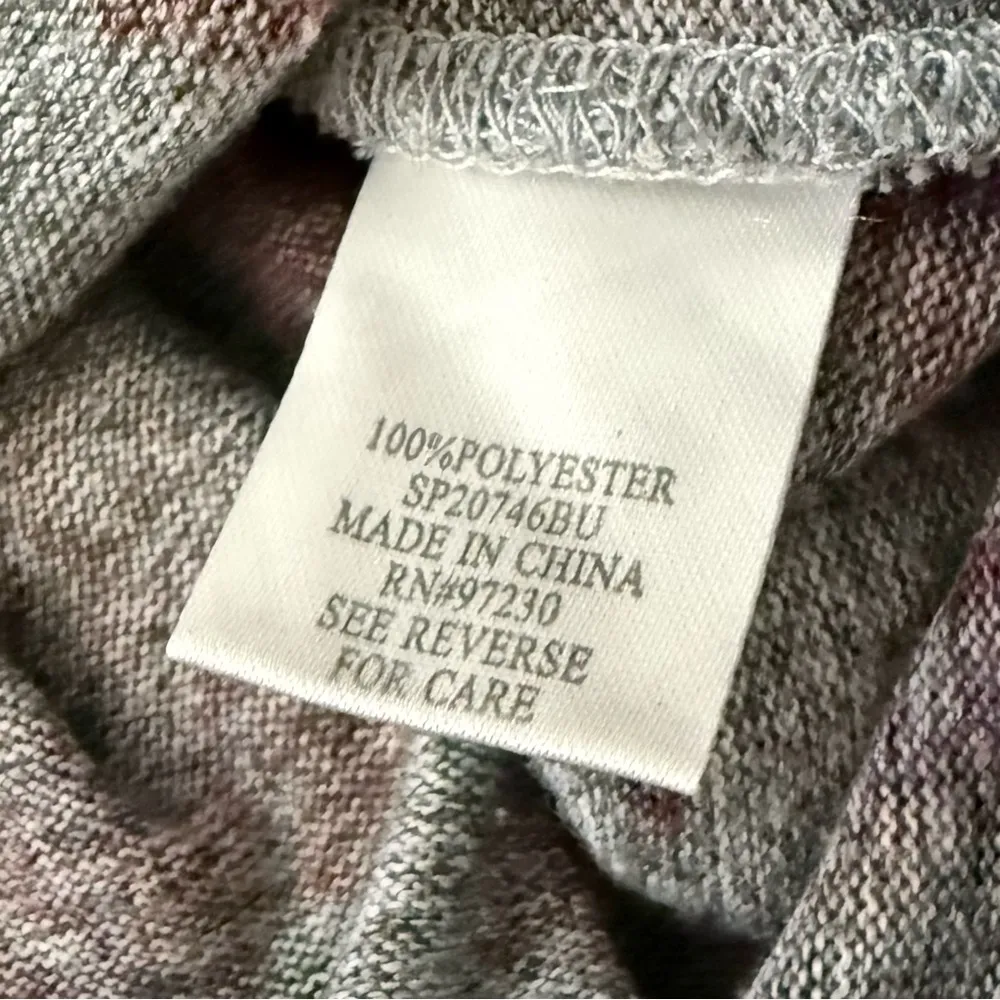 100%POLYESTER
SP20746BU
MADE IN CHINA
RN#97230
SEE REVERSE
FOR CARE